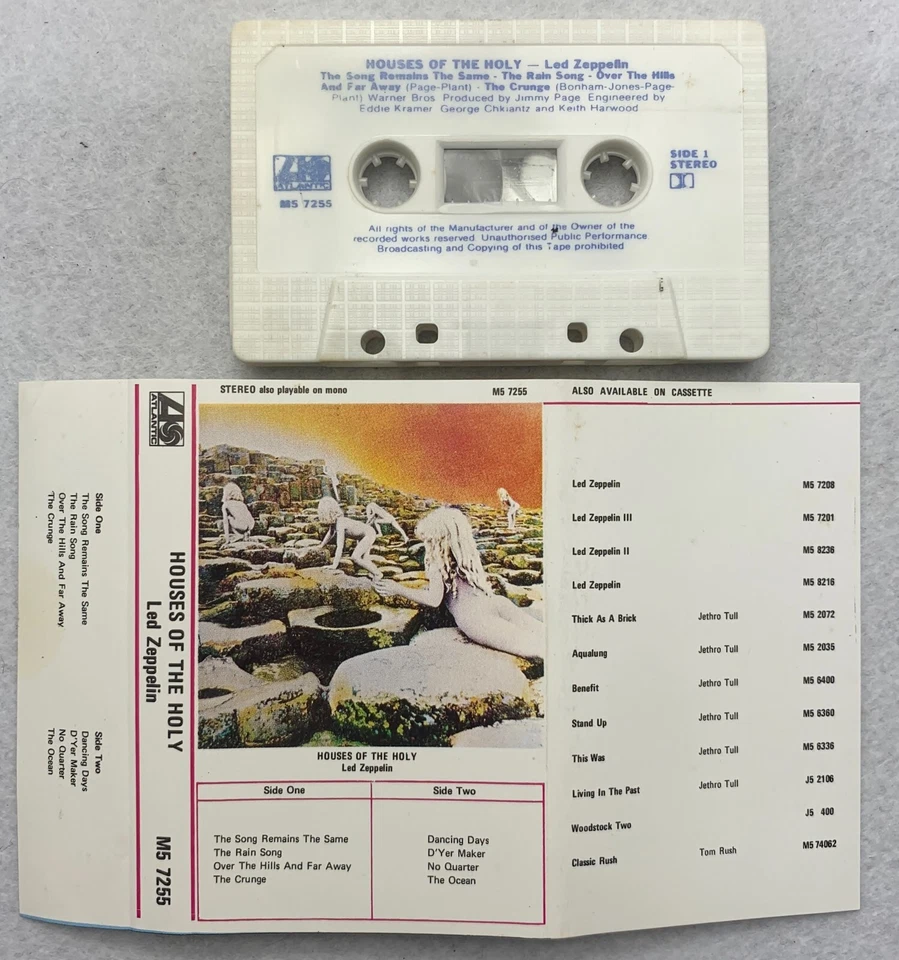 HOUSES OF THE HOLY — Led Zeppelin
The Song Remains The Same - The Rain Song - Over The Hills
And Far Away (Page-Plant) - The Crunge (Bonham-Jones-Page-
Plant) Warner Bros Produced by Jimmy Page Engineered by
Eddie Kramer George Chkiantz and Keith Harwood
ATLANTIC
M5 7255
SIDE 1
STEREO
All rights of the Manufacturer and of the Owner of the
recorded works reserved Unauthorised Public Performance
Broadcasting and Copying of this Tape prohibited
Side One
The Song Remains The Same
The Rain Song
Over The Hills And Far Away
The Crunge
Side Two
Dancing Days
D'Yer Maker
No Quarter
The Ocean
ATLANTIC
HOUSES OF THE HOLY
Led Zeppelin
M5 7255
STEREO also playable on mono M5 7255
HOUSES OF THE HOLY
Led Zeppelin
Side One
The Song Remains The Same
The Rain Song
Over The Hills And Far Away
The Crunge
Side Two
Dancing Days
D'Yer Maker
No Quarter
The Ocean
ALSO AVAILABLE ON CASSETTE
Led Zeppelin M5 7208
Led Zeppelin III M5 7201
Led Zeppelin II M5 8236
Led Zeppelin M5 8216
Thick As A Brick Jethro Tull M5 2072
Aqualung Jethro Tull M5 2035
Benefit Jethro Tull M5 6400
Stand Up Jethro Tull M5 6360
This Was Jethro Tull M5 6336
Living In The Past Jethro Tull J5 2106
Woodstock Two J5 400
Classic Rush Tom Rush M5 74062